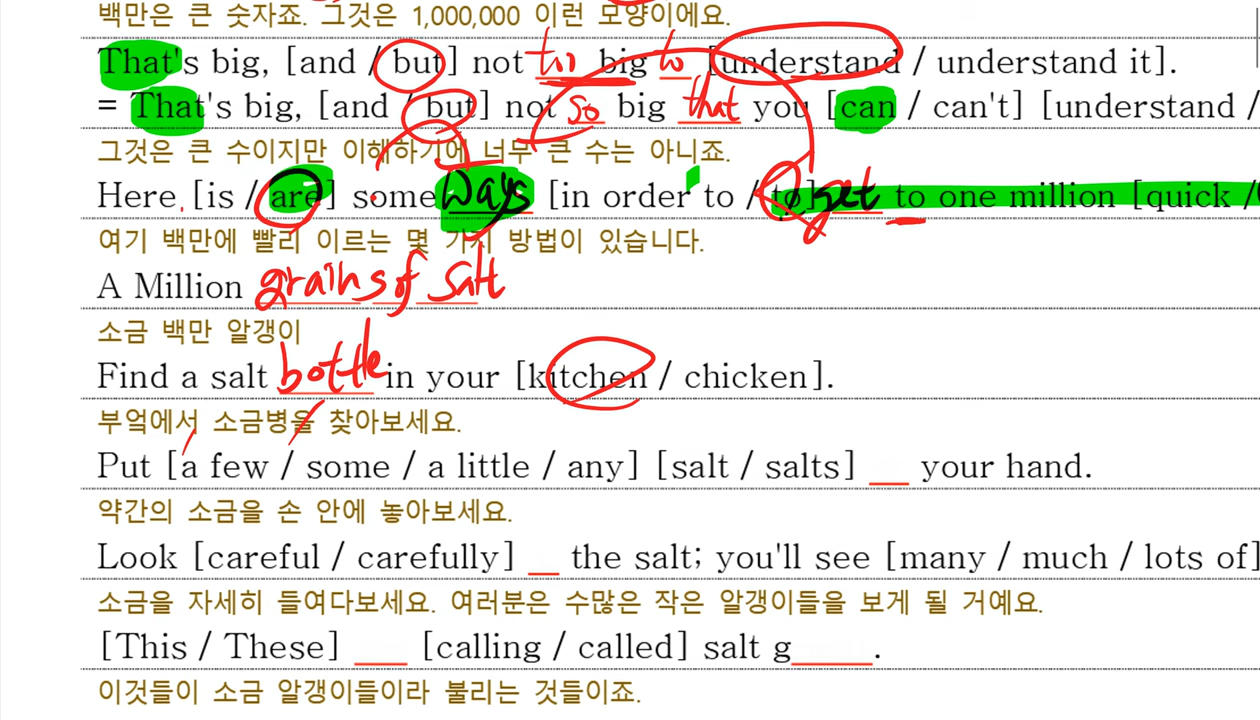 백만은 큰 숫자죠. 그것은 1,000,000 이런 모양이에요.
That's big, [and / but] not too big to [understand / understand it].
= That's big, [and / but] not so big that you [can / can't] [understand /
그것은 큰 수이지만 이해하기에 너무 큰 수는 아니죠.
Here [is / are] some ways [in order to / to] get to one million [quick /
여기 백만에 빨리 이르는 몇 가지 방법이 있습니다.
A Million grains of salt
소금 백만 알갱이
Find a salt bottle in your [kitchen / chicken].
부엌에서 소금병을 찾아보세요.
Put [a few / some / a little / any] [salt / salts] __ your hand.
약간의 소금을 손 안에 놓아보세요.
Look [careful / carefully] __ the salt; you'll see [many / much / lots of]
소금을 자세히 들여다보세요. 여러분은 수많은 작은 알갱이들을 보게 될 거예요.
[This / These] ___ [calling / called] salt g_____.
이것들이 소금 알갱이들이라 불리는 것들이죠.